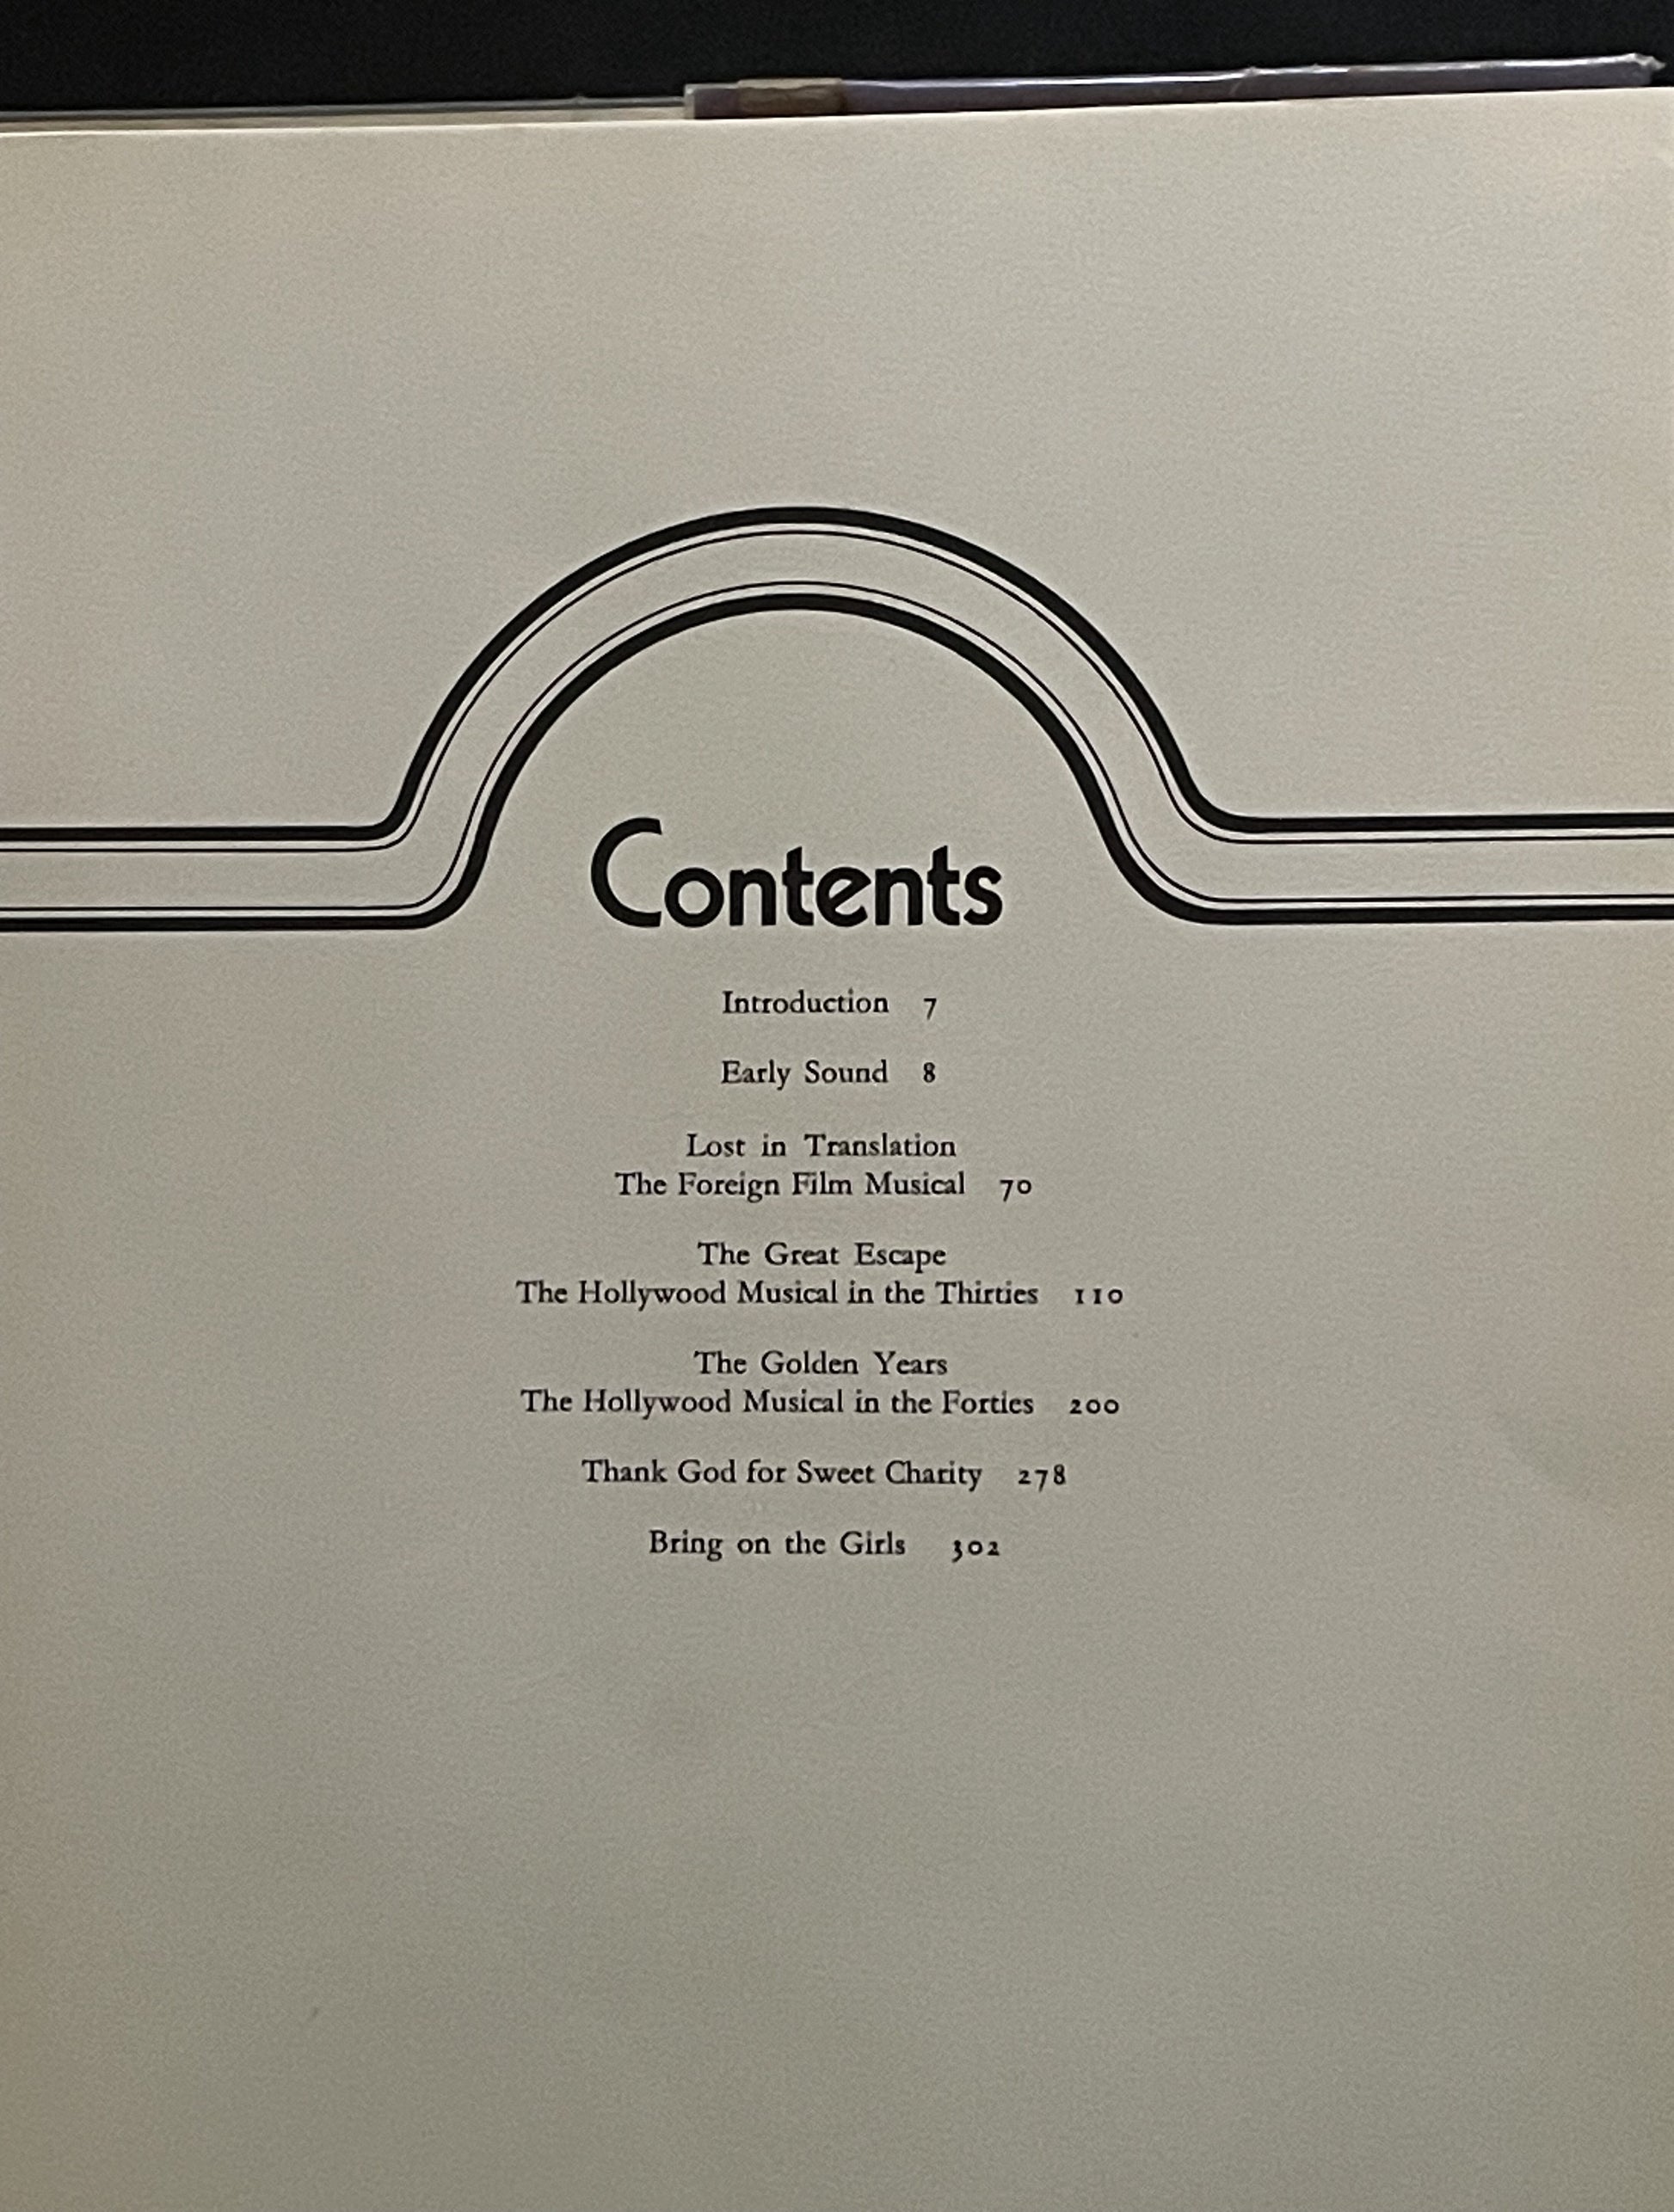 Contents
Introduction 7
Early Sound 8
Lost in Translation
The Foreign Film Musical 70
The Great Escape
The Hollywood Musical in the Thirties 110
The Golden Years
The Hollywood Musical in the Forties 200
Thank God for Sweet Charity 278
Bring on the Girls 302